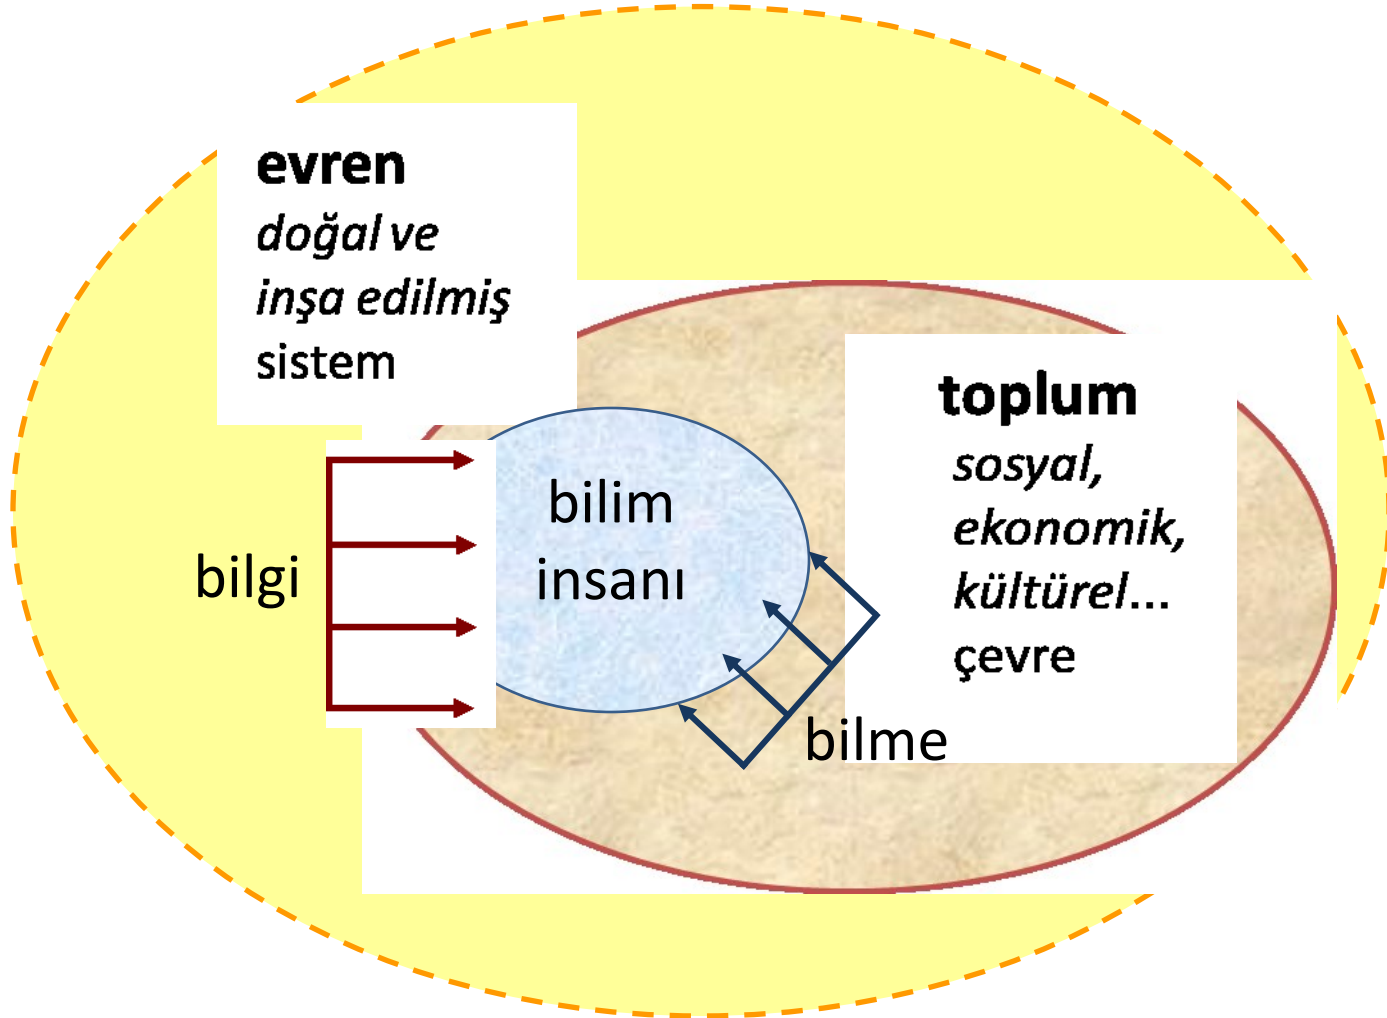 evren
doğal ve
inşa edilmiş
sistem
toplum
sosyal,
ekonomik,
kültürel...
çevre
bilim
insanı
bilgi
bilme